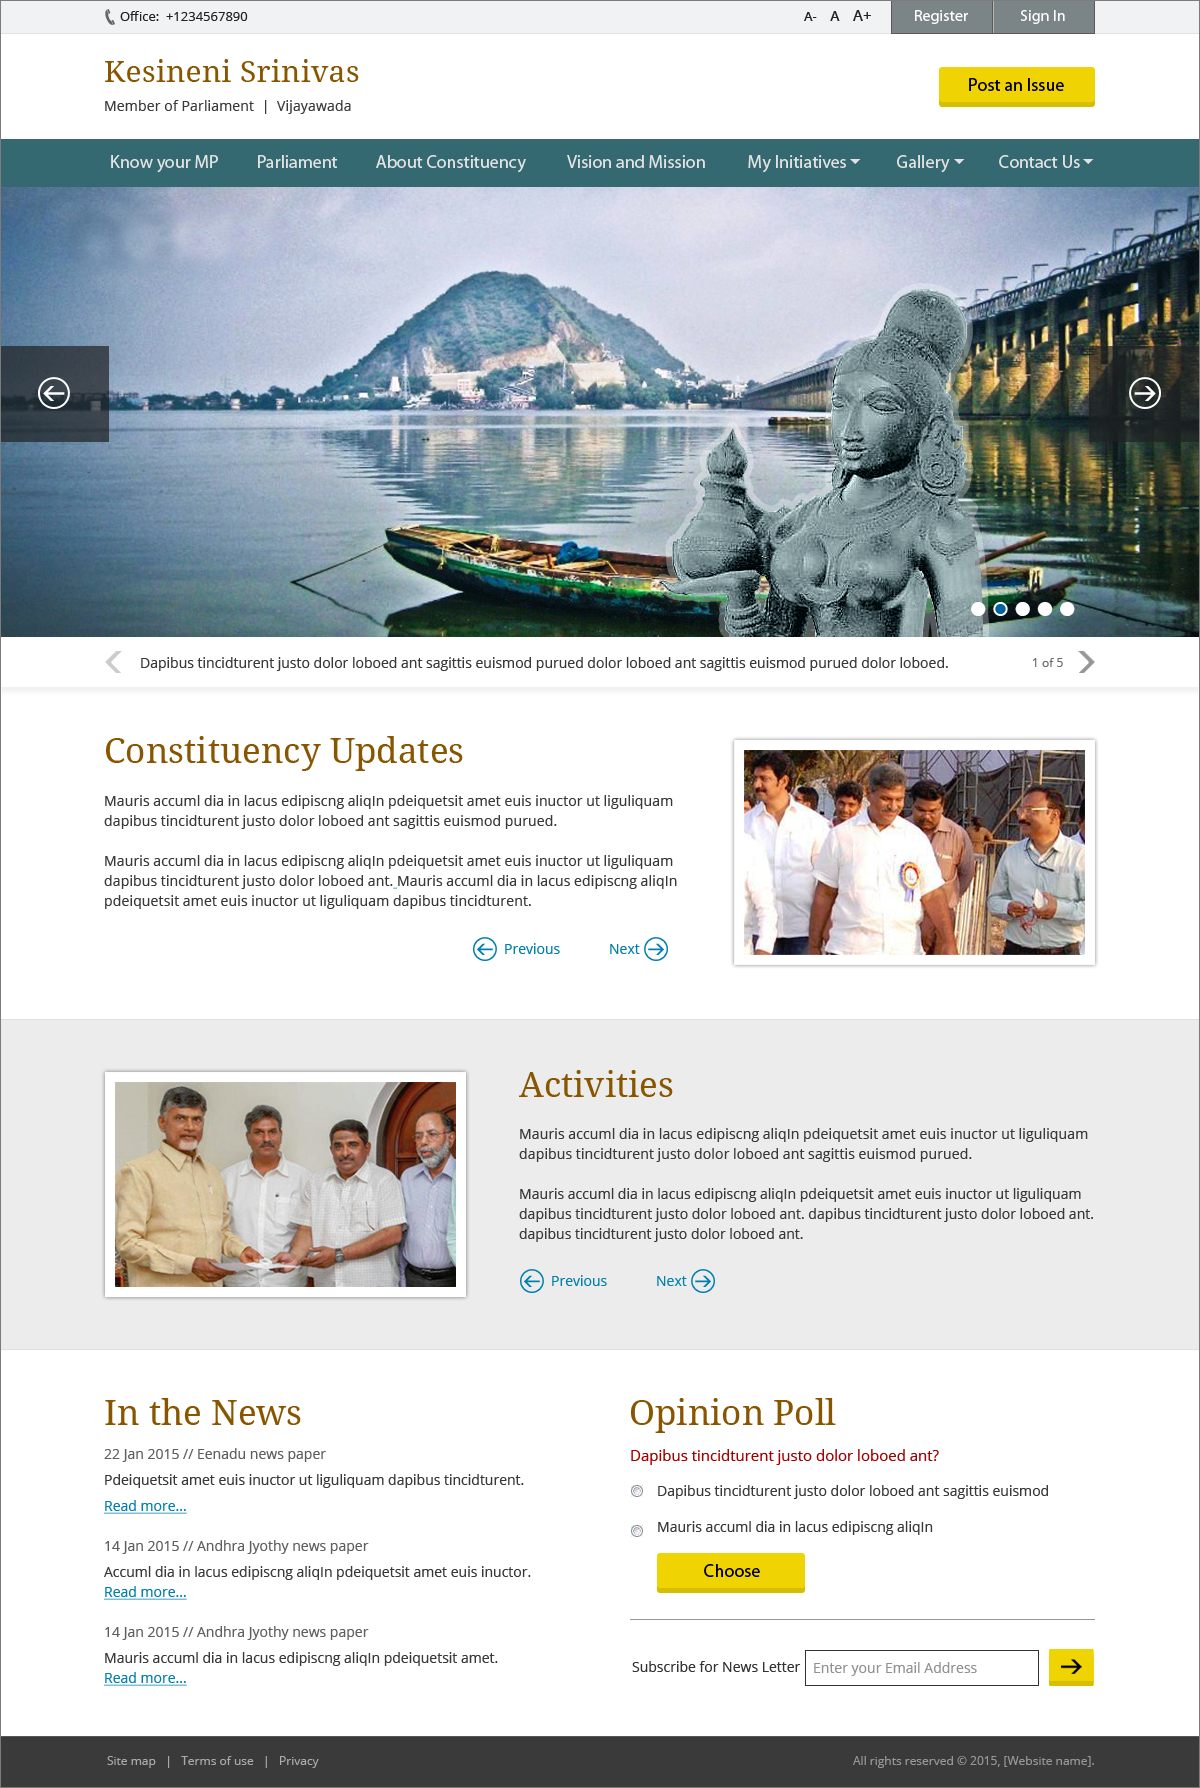 Office: +1234567890
A- A A+
Register
Sign In
Kesineni Srinivas
Member of Parliament | Vijayawada
Post an Issue
Know your MP
Parliament
About Constituency
Vision and Mission
My Initiatives
Gallery
Contact Us
Dapibus tincidturent justo dolor loboed ant sagittis euismod purued dolor loboed ant sagittis euismod purued dolor loboed.
1 of 5
Constituency Updates
Mauris accuml dia in lacus edipiscng aliqIn pdeiquetsit amet euis inuctor ut liguliquam
dapibus tincidturent justo dolor loboed ant sagittis euismod purued.
Mauris accuml dia in lacus edipiscng aliqIn pdeiquetsit amet euis inuctor ut liguliquam
dapibus tincidturent justo dolor loboed ant. Mauris accuml dia in lacus edipiscng aliqIn
pdeiquetsit amet euis inuctor ut liguliquam dapibus tincidturent.
Previous
Next
Activities
Mauris accuml dia in lacus edipiscng aliqIn pdeiquetsit amet euis inuctor ut liguliquam
dapibus tincidturent justo dolor loboed ant sagittis euismod purued.
Mauris accuml dia in lacus edipiscng aliqIn pdeiquetsit amet euis inuctor ut liguliquam
dapibus tincidturent justo dolor loboed ant. dapibus tincidturent justo dolor loboed ant.
dapibus tincidturent justo dolor loboed ant.
Previous
Next
In the News
22 Jan 2015 // Eenadu news paper
Pdeiquetsit amet euis inuctor ut liguliquam dapibus tincidturent.
Read more...
14 Jan 2015 // Andhra Jyothy news paper
Accuml dia in lacus edipiscng aliqIn pdeiquetsit amet euis inuctor.
Read more...
14 Jan 2015 // Andhra Jyothy news paper
Mauris accuml dia in lacus edipiscng aliqIn pdeiquetsit amet.
Read more...
Opinion Poll
Dapibus tincidturent justo dolor loboed ant?
Dapibus tincidturent justo dolor loboed ant sagittis euismod
Mauris accuml dia in lacus edipiscng aliqIn
Choose
Subscribe for News Letter
Enter your Email Address
Site map | Terms of use | Privacy
All rights reserved © 2015, [Website name].